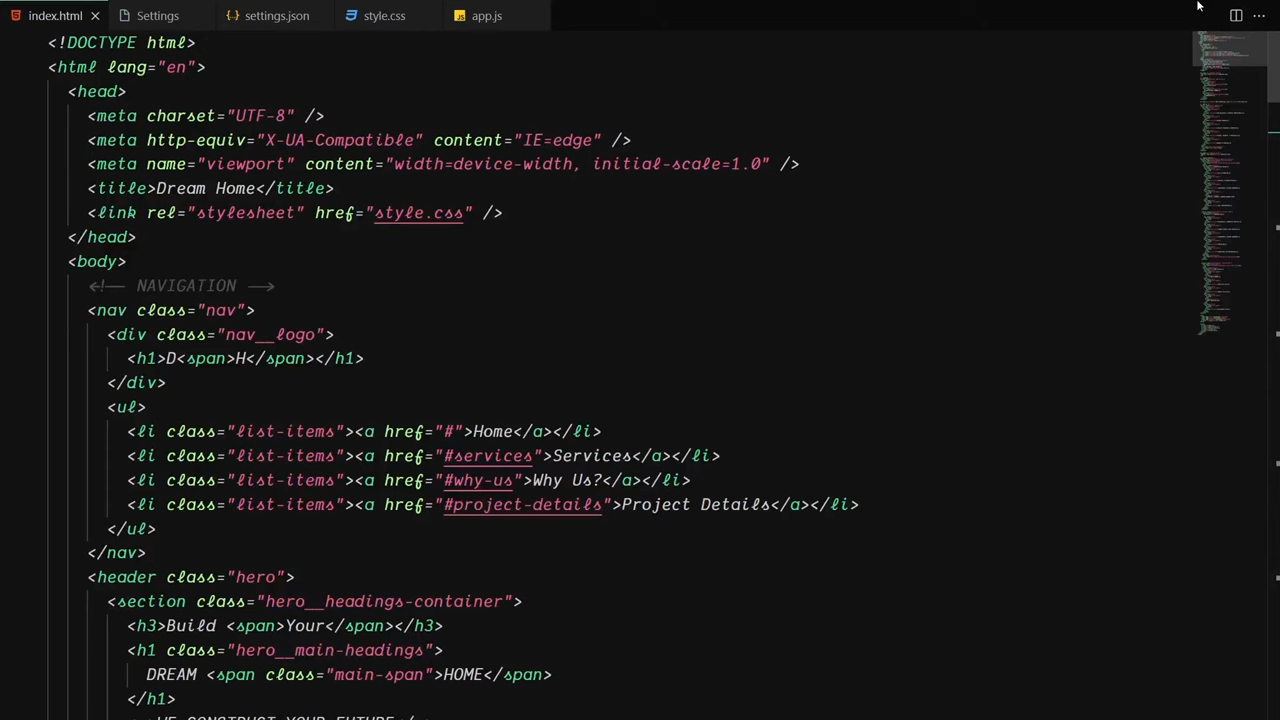 index.html Settings settings.json style.css app.js
<!DOCTYPE html>
<html lang="en">
<head>
<meta charset="UTF-8" />
<meta http-equiv="X-UA-Compatible" content="IE=edge" />
<meta name="viewport" content="width=device-width, initial-scale=1.0" />
<title>Dream Home</title>
<link rel="stylesheet" href="style.css" />
</head>
<body>
<!-- NAVIGATION -->
<nav class="nav">
<div class="nav__logo">
<h1>D<span>H</span></h1>
</div>
<ul>
<li class="list-items"><a href="#">Home</a></li>
<li class="list-items"><a href="#services">Services</a></li>
<li class="list-items"><a href="#why-us">Why Us?</a></li>
<li class="list-items"><a href="#project-details">Project Details</a></li>
</ul>
</nav>
<header class="hero">
<section class="hero__headings-container">
<h3>Build <span>Your</span></h3>
<h1 class="hero__main-headings">
DREAM <span class="main-span">HOME</span>
</h1>
WE CONSTRUCT YOUR FUTURE